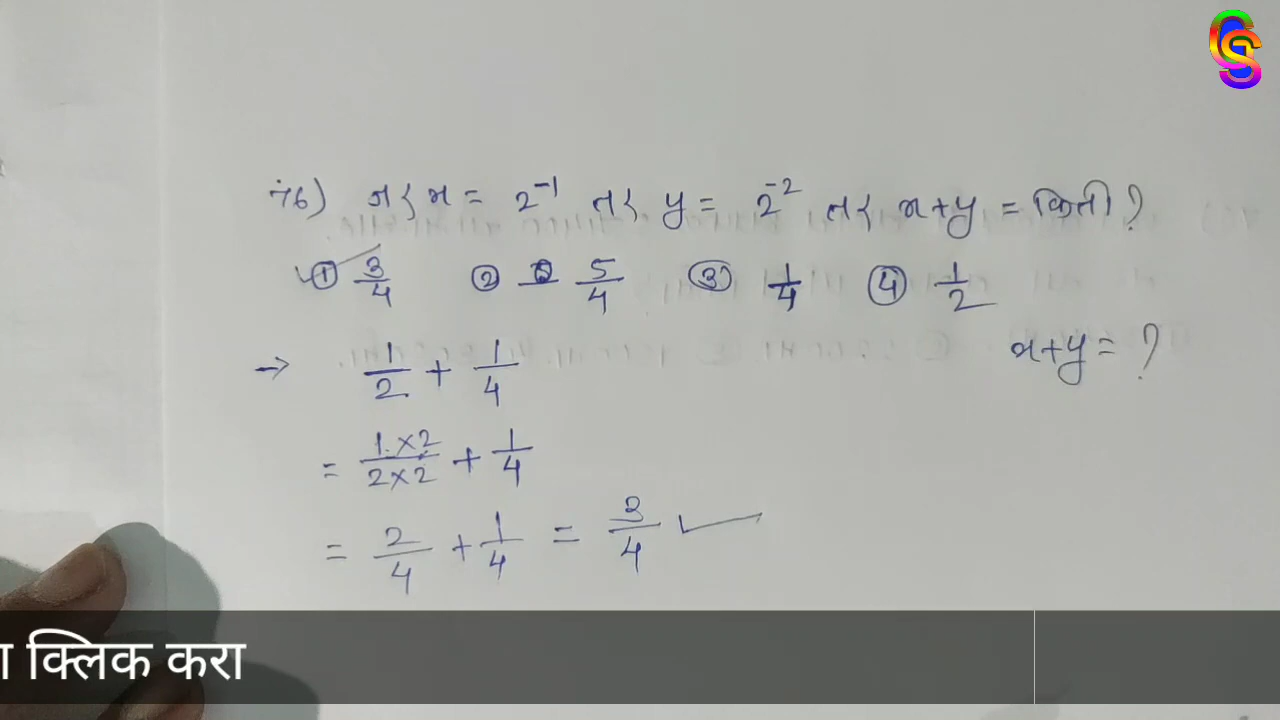 76) जर x = 2⁻¹ तर y = 2⁻² तर x+y = किती ?
① 3/4 ② 5/4 ③ 1/4 ④ 1/2
x+y = ?
→ 1/2 + 1/4
= 1×2/2×2 + 1/4
= 2/4 + 1/4 = 3/4 ✓
क्लिक करा